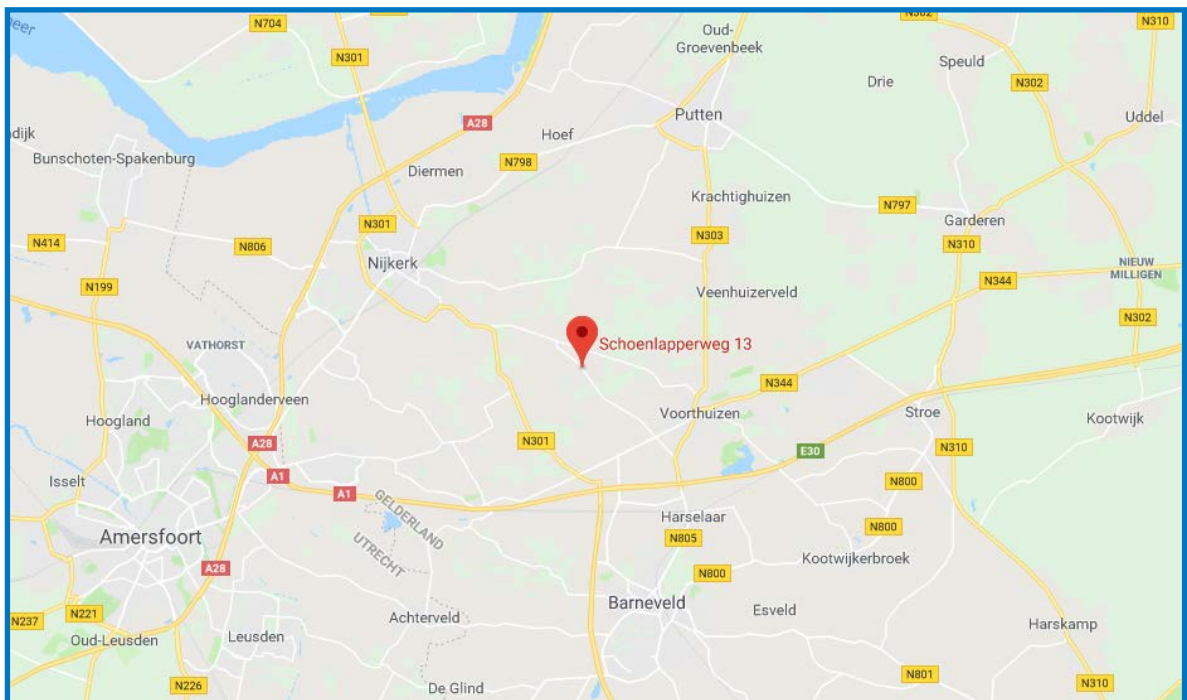 N704
N302
N310
meer
Oud-
Groevenbeek
Speuld
N301
N302
Drie
A28
Putten
Uddel
dijk
Hoef
Bunschoten-Spakenburg
N798
Diermen
Krachtighuizen
N797
Garderen
N301
N303
N310
N414
N806
Nijkerk
NIEUW
MILLIGEN
N344
N199
Veenhuizerveld
N302
VATHORST
Schoenlapperweg 13
N344
Hooglanderveen
Voorthuizen
Stroe
Kootwijk
Hoogland
A28
N301
E30
N310
Isselt
A1
A1
N800
GELDERLAND
Harselaar
N800
Amersfoort
UTRECHT
N805
Kootwijkerbroek
A28
N800
Barneveld
Esveld
N221
Achterveld
N237
Harskamp
Oud-Leusden
Leusden
N801
N310
N226
De Glind